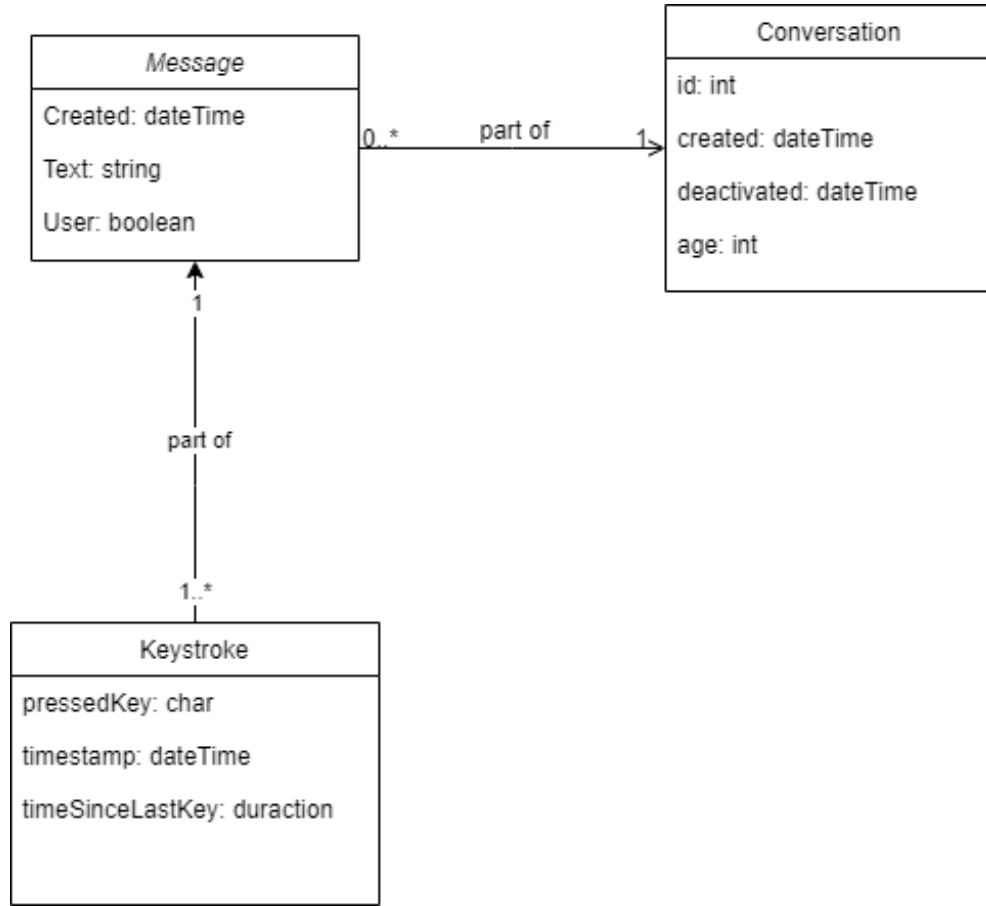 Message
Created: dateTime
Text: string
User: boolean
0..*
part of
1
Conversation
id: int
created: dateTime
deactivated: dateTime
age: int
1
part of
1..*
Keystroke
pressedKey: char
timestamp: dateTime
timeSinceLastKey: duraction